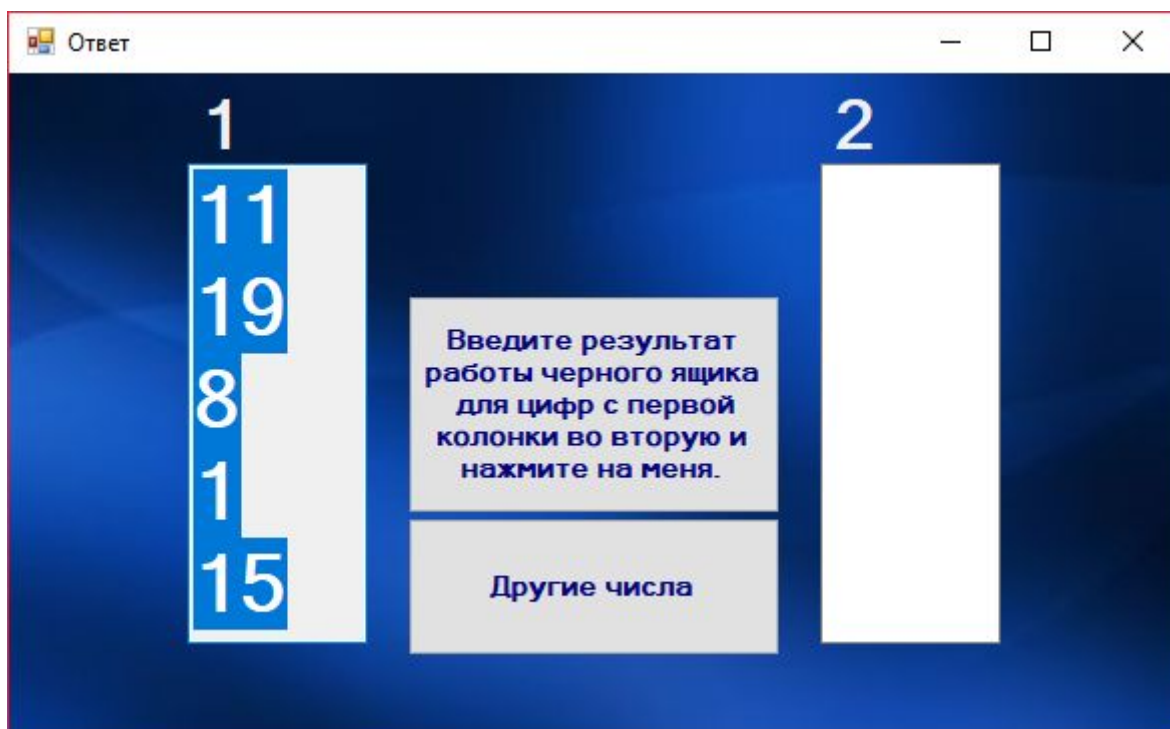 Ответ
1
2
11
19
8
1
15
Введите результат
работы черного ящика
для цифр с первой
колонки во вторую и
нажмите на меня.
Другие числа